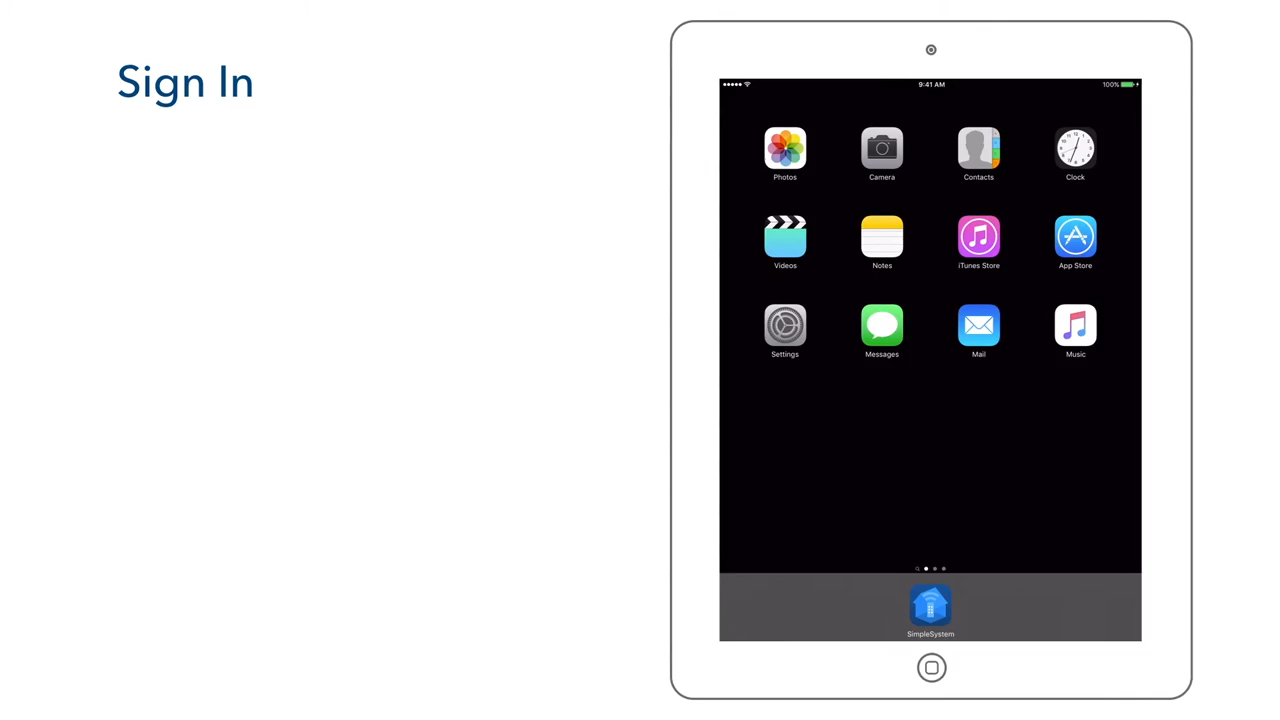 Sign In
9:41 AM
100%
Photos
Camera
Contacts
Clock
Videos
Notes
iTunes Store
App Store
Settings
Messages
Mail
Music
SimpleSystem